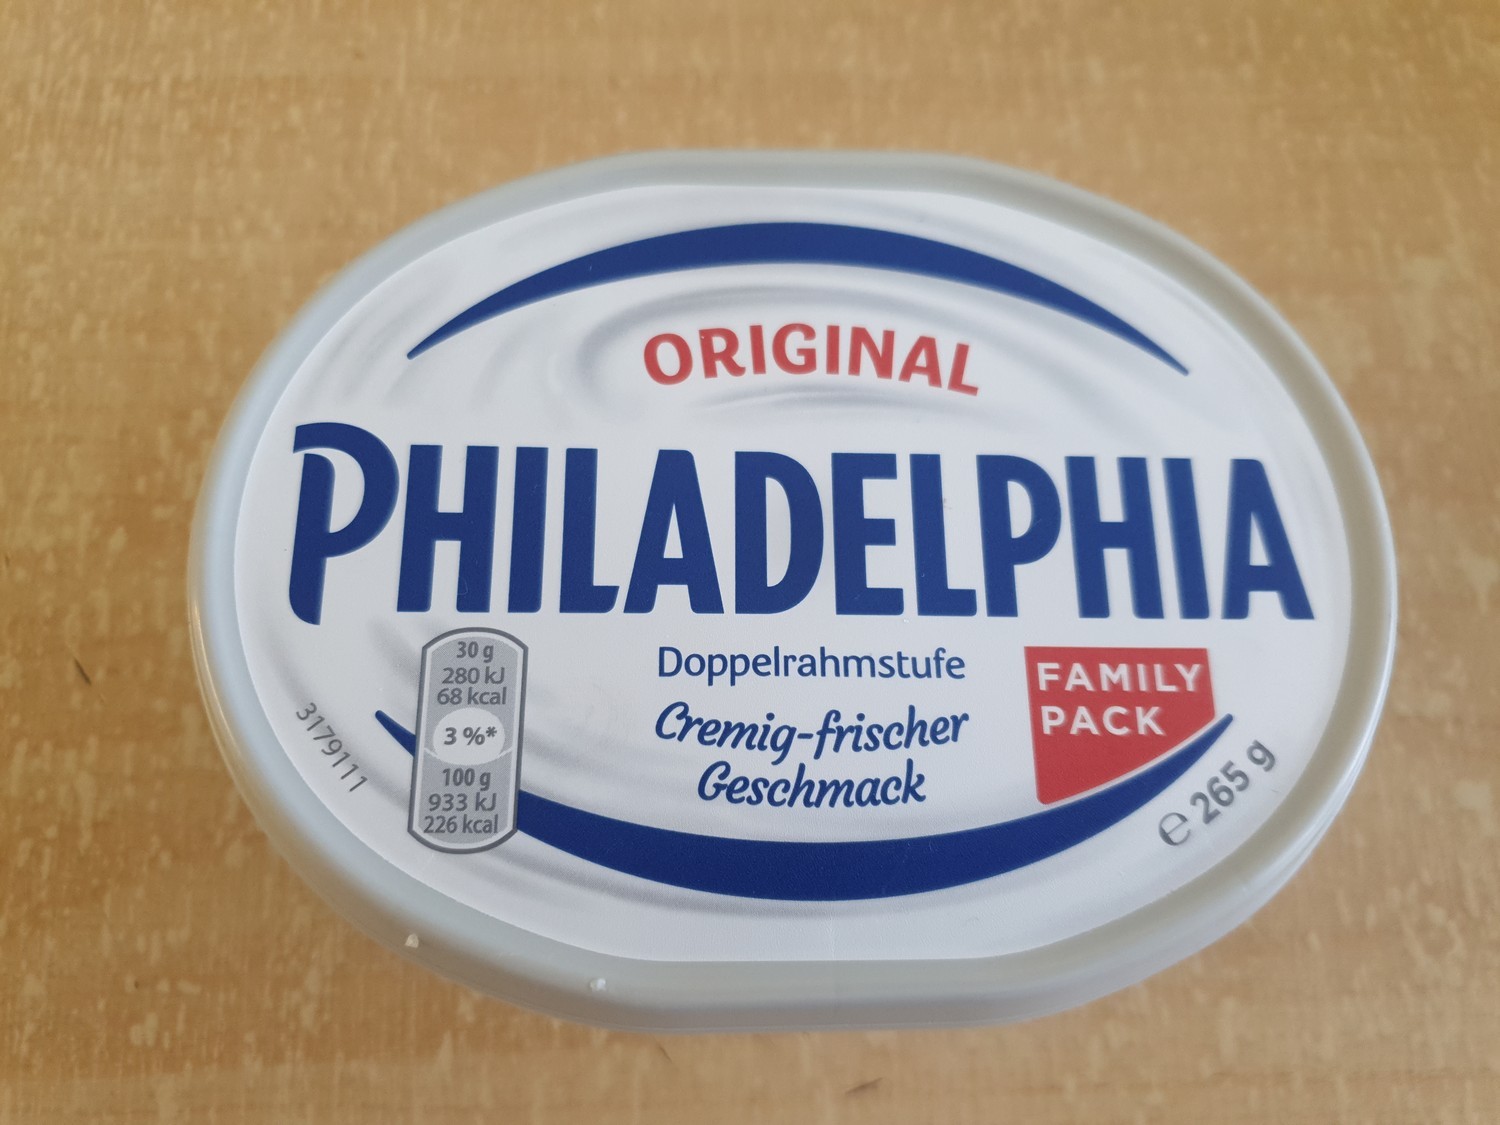 ORIGINAL
PHILADELPHIA
Doppelrahmstufe
Cremig-frischer
Geschmack
FAMILY
PACK
30 g
280 kJ
68 kcal
3 %*
100 g
933 kJ
226 kcal
3179111
℮ 265 g